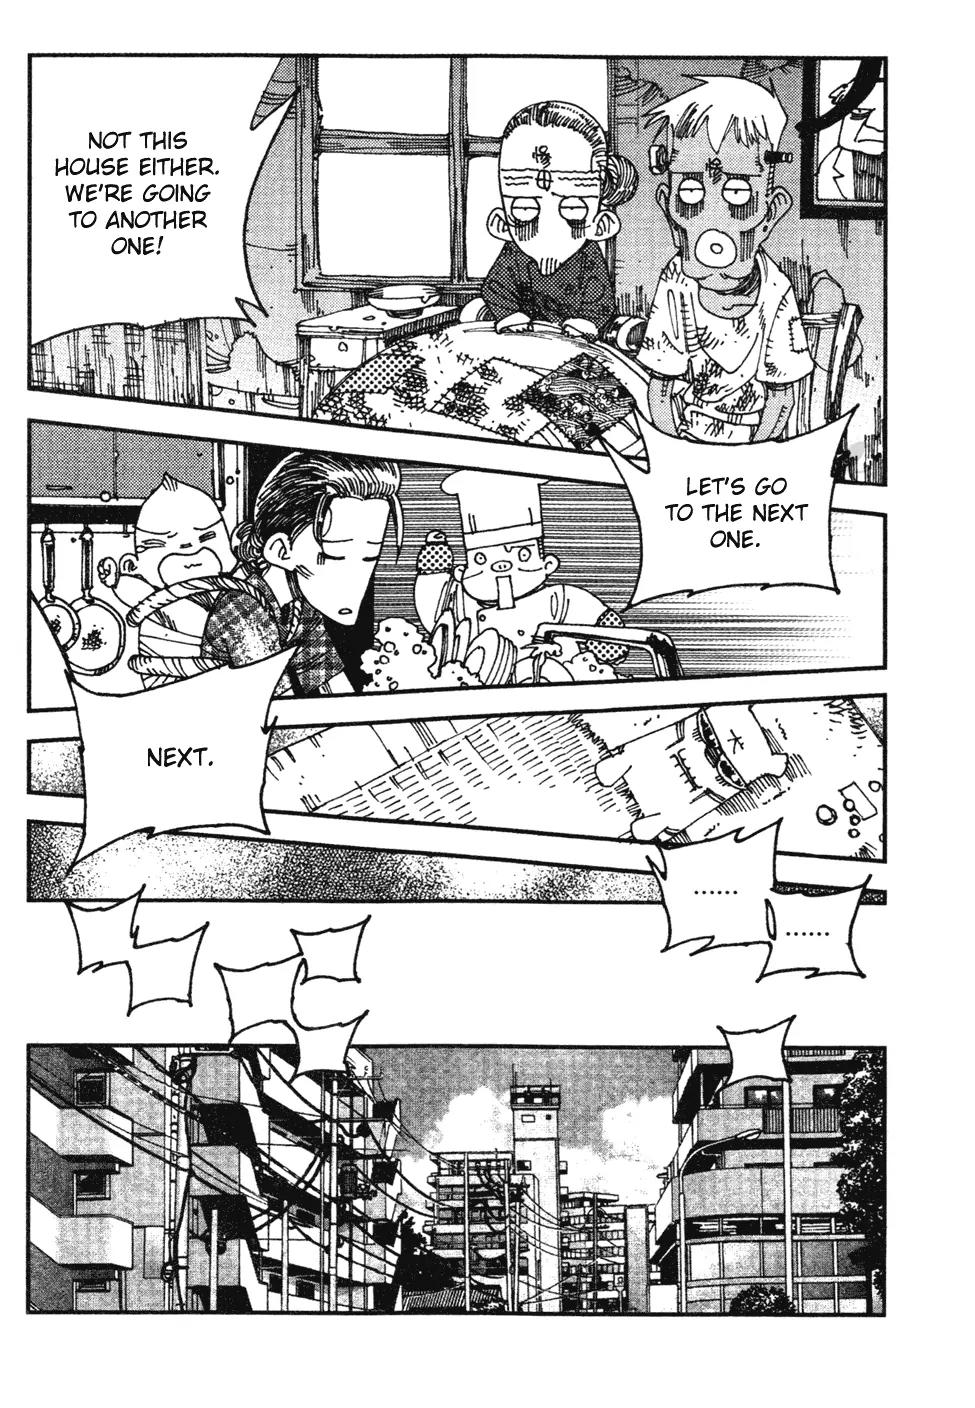 NOT THIS
HOUSE EITHER.
WE'RE GOING
TO ANOTHER
ONE!
LET'S GO
TO THE NEXT
ONE.
NEXT.
......
......